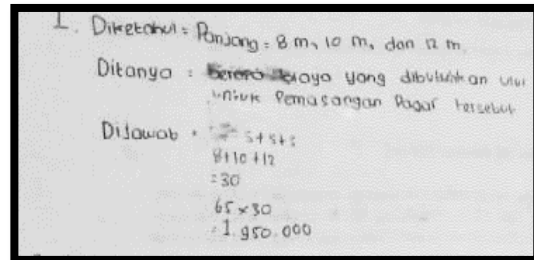 1. Diketahui = Panjang = 8 m, 10 m, dan 12 m.
Ditanya : berapa biaya yang dibutuhkan
untuk Pemasangan Pagar tersebut
Dijawab = s+s+s
8+10+12
=30
65 x 30
=1.950.000